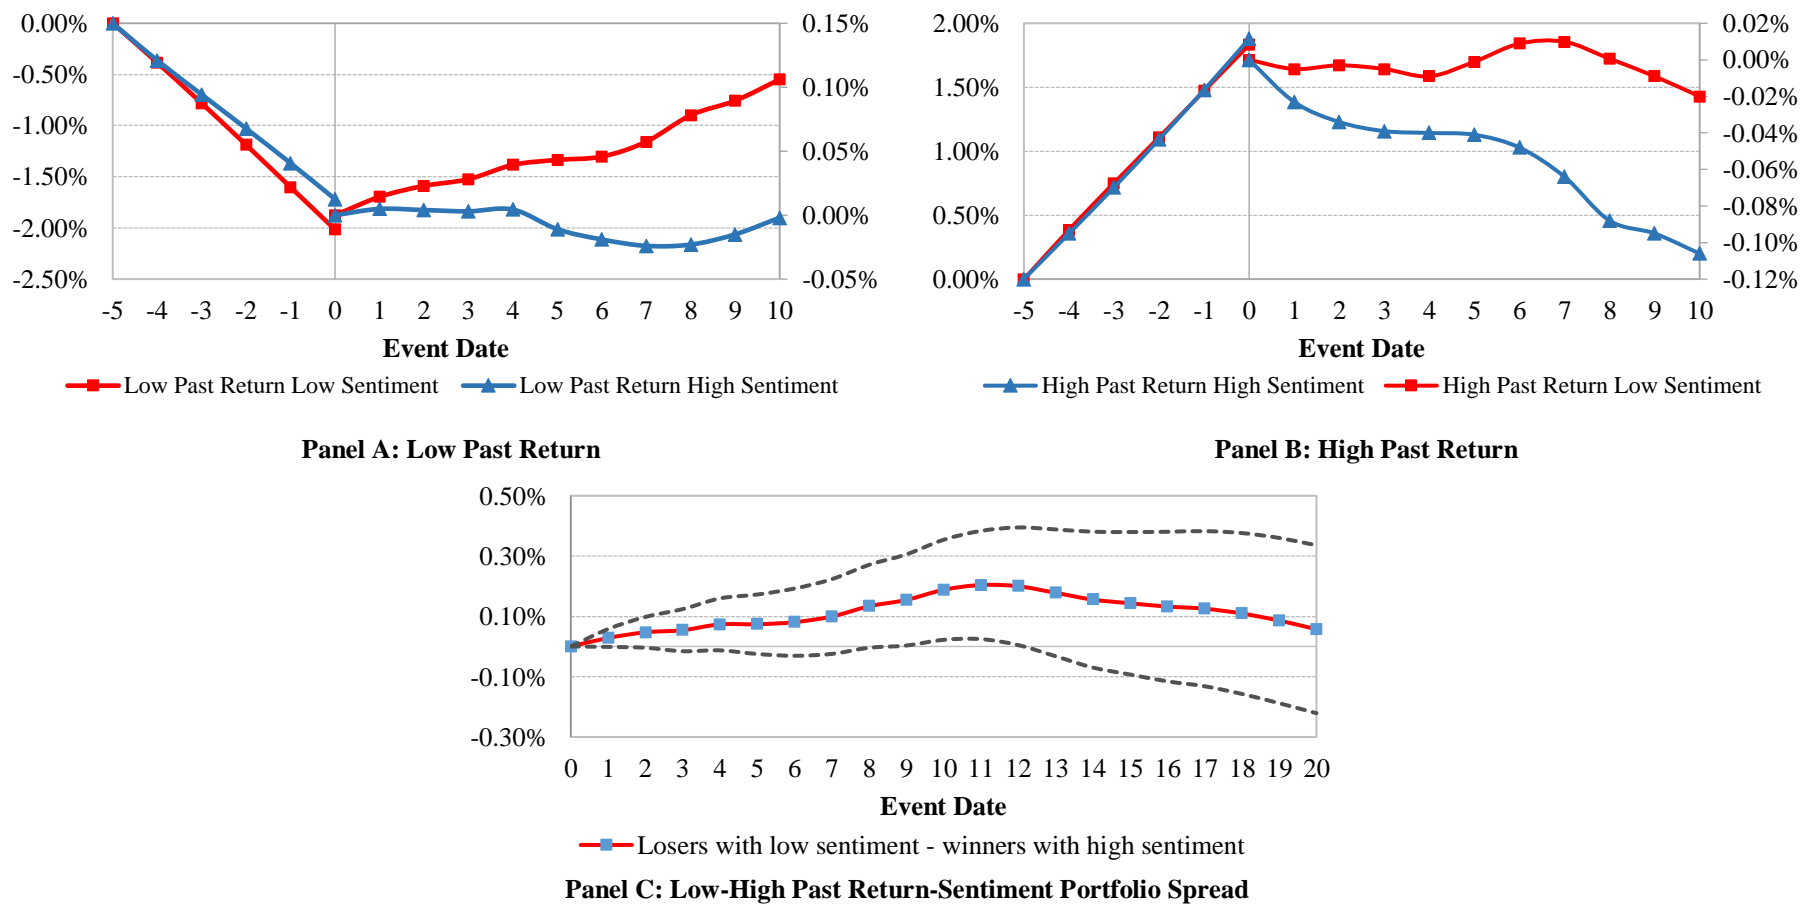 0.00%
-0.50%
-1.00%
-1.50%
-2.00%
-2.50%
0.15%
0.10%
0.05%
0.00%
-0.05%
-5 -4 -3 -2 -1 0 1 2 3 4 5 6 7 8 9 10
Event Date
Low Past Return Low Sentiment Low Past Return High Sentiment
Panel A: Low Past Return
2.00%
1.50%
1.00%
0.50%
0.00%
0.02%
0.00%
-0.02%
-0.04%
-0.06%
-0.08%
-0.10%
-0.12%
-5 -4 -3 -2 -1 0 1 2 3 4 5 6 7 8 9 10
Event Date
High Past Return High Sentiment High Past Return Low Sentiment
Panel B: High Past Return
0.50%
0.30%
0.10%
-0.10%
-0.30%
0 1 2 3 4 5 6 7 8 9 10 11 12 13 14 15 16 17 18 19 20
Event Date
Losers with low sentiment - winners with high sentiment
Panel C: Low-High Past Return-Sentiment Portfolio Spread